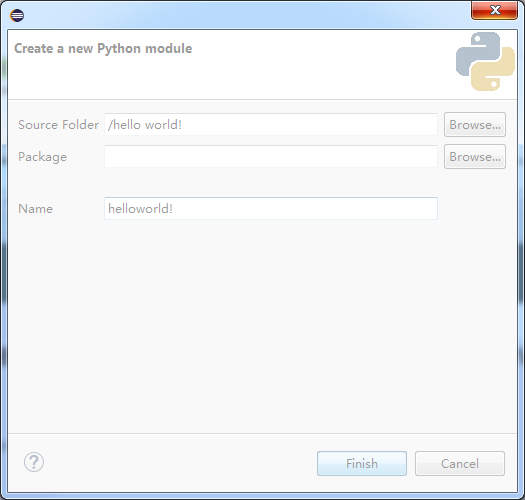 Create a new Python module
Source Folder /hello world! Browse...
Package Browse...
Name helloworld!
? Finish Cancel